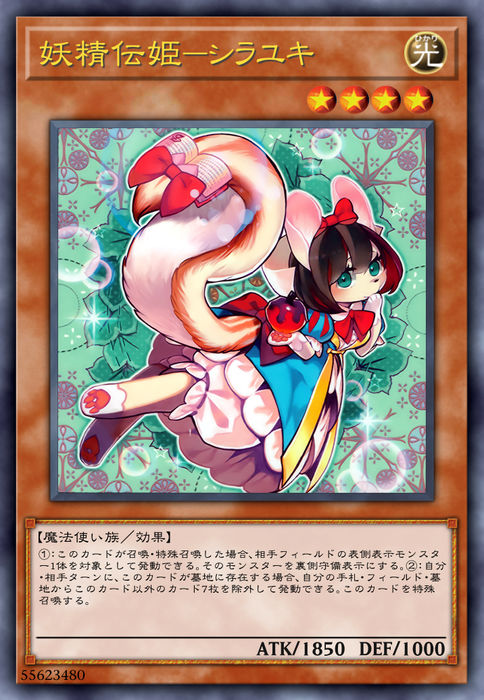 妖精伝姫－シラユキ
ひかり
光
【魔法使い族／効果】
①：このカードが召喚・特殊召喚した場合、相手フィールドの表側表示モンスタ
ー1体を対象として発動できる。そのモンスターを裏側守備表示にする。②：自分
・相手ターンに、このカードが墓地に存在する場合、自分の手札・フィールド・墓
地からこのカード以外のカード7枚を除外して発動できる。このカードを特殊
召喚する。
ATK/1850 DEF/1000
55623480